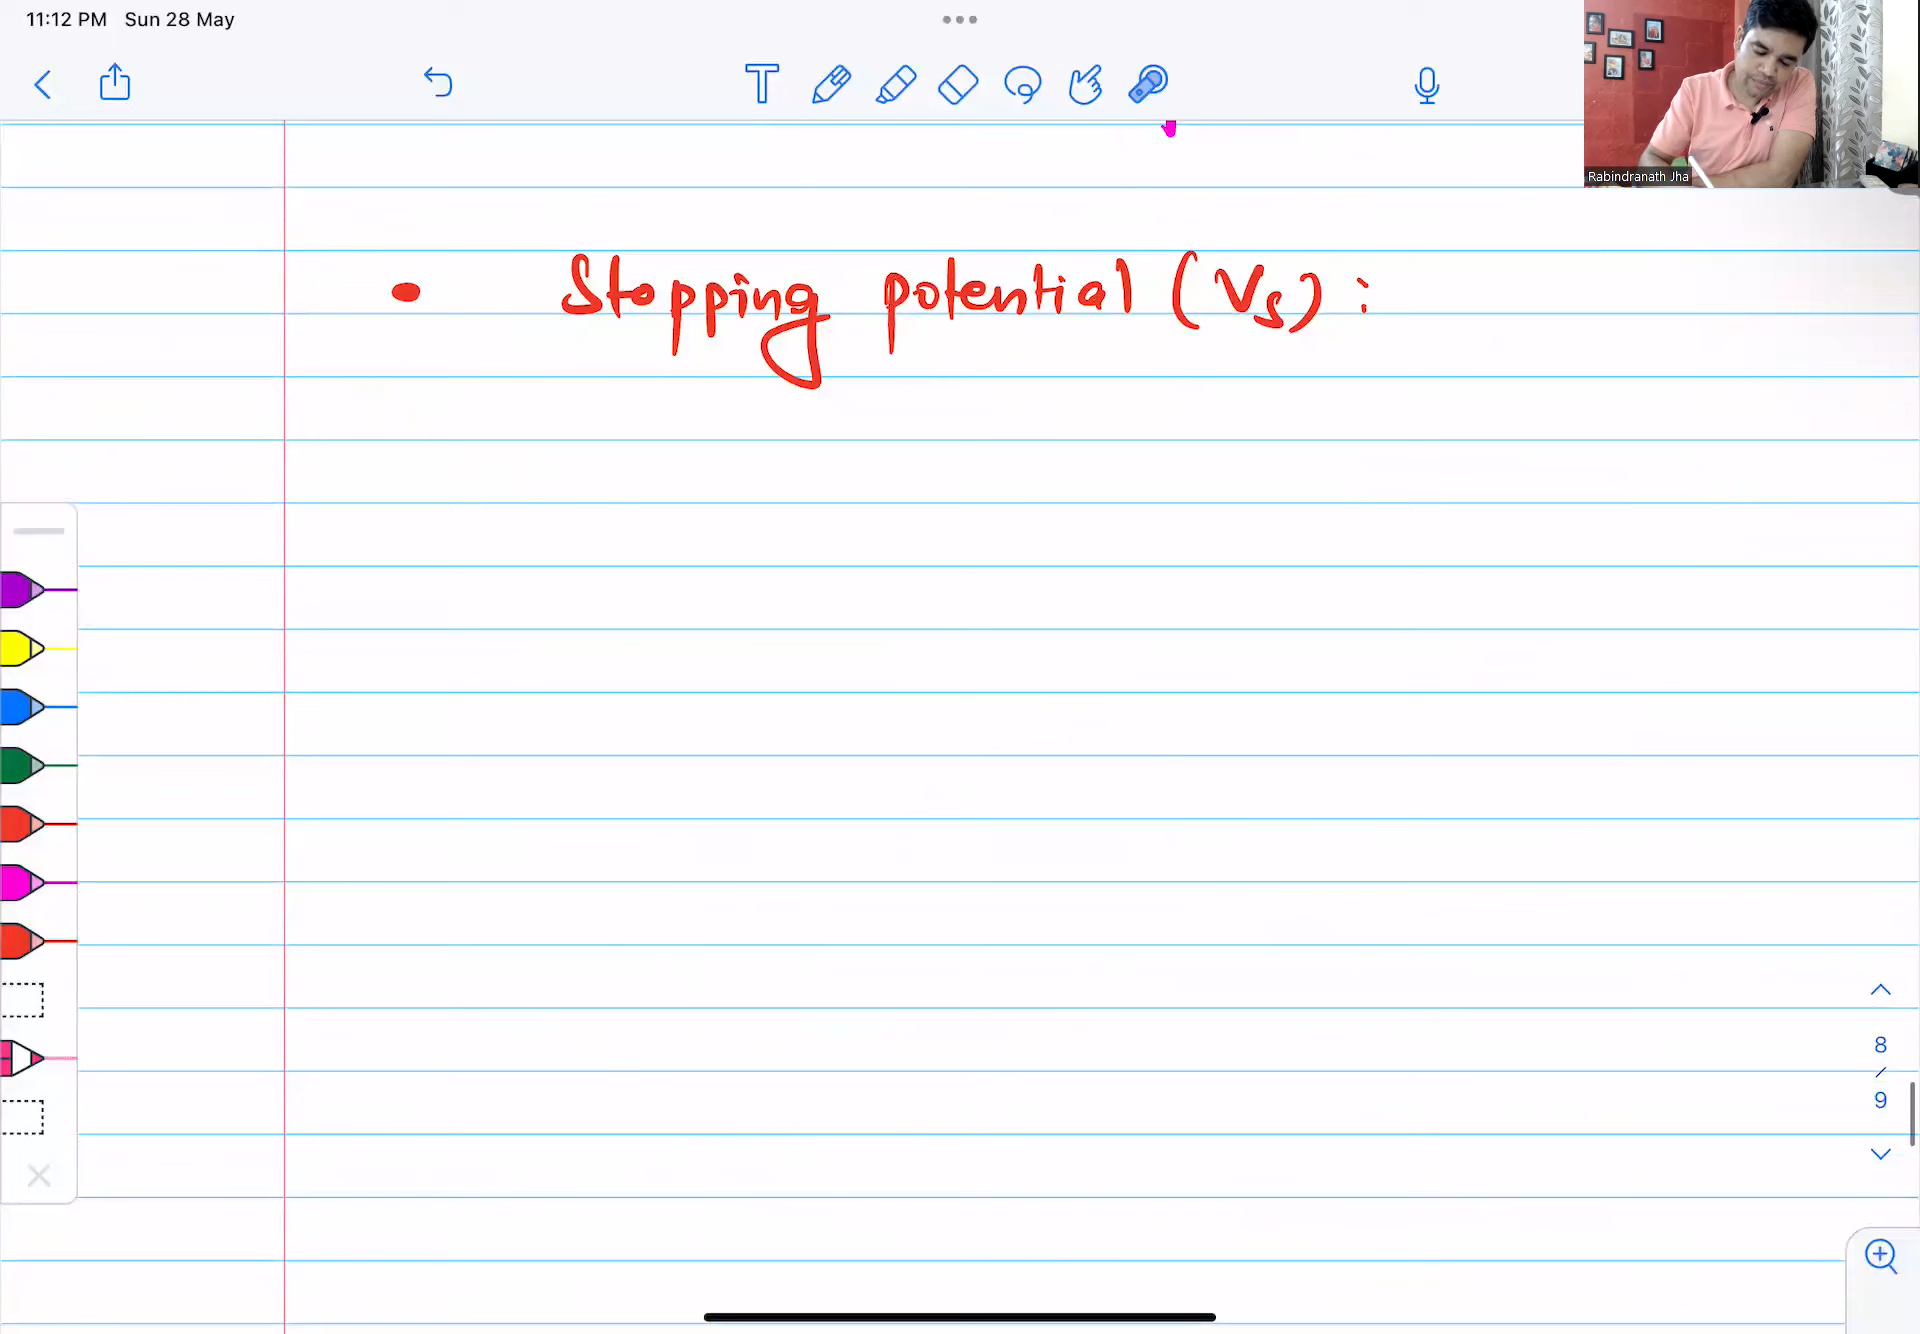 11:12 PM Sun 28 May
T
Rabindranath Jha
• Stopping potential (Vs) :
8
/
9